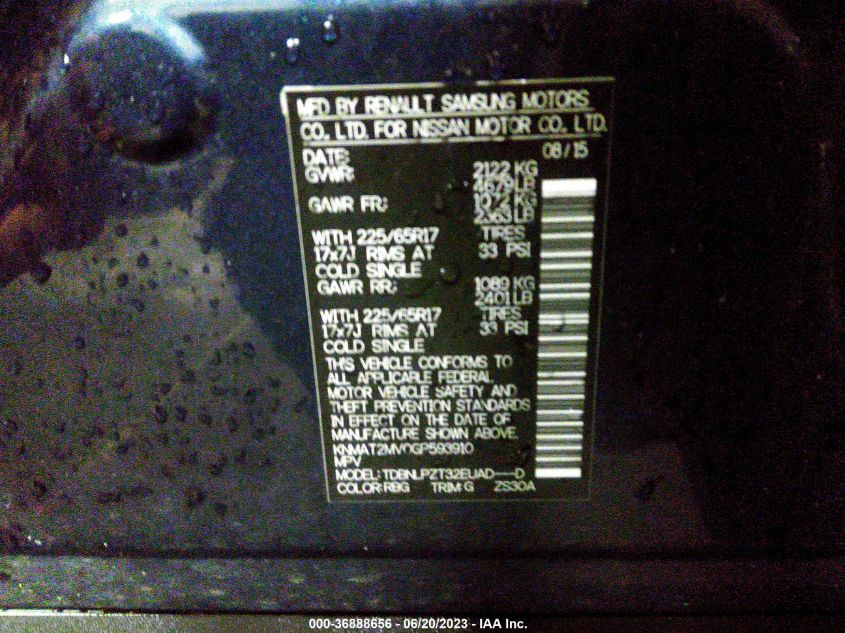 MFD BY RENAULT SAMSUNG MOTORS
CO., LTD. FOR NISSAN MOTOR CO., LTD.
DATE: 08/15
GVWR: 2122 KG
4679 LB
GAWR FR: 1072 KG
2363 LB
WITH 225/65R17 TIRES
17x7J RIMS AT 33 PSI
COLD SINGLE
GAWR RR: 1089 KG
2401 LB
WITH 225/65R17 TIRES
17x7J RIMS AT 33 PSI
COLD SINGLE
THIS VEHICLE CONFORMS TO
ALL APPLICABLE FEDERAL
MOTOR VEHICLE SAFETY AND
THEFT PREVENTION STANDARDS
IN EFFECT ON THE DATE OF
MANUFACTURE SHOWN ABOVE.
KNMAT2MV0GP593910
MPV
MODEL: TDBNLPZT32EUAD----D
COLOR:RBG TRIM:G ZS30A
000-36888656 - 06/20/2023 - IAA Inc.